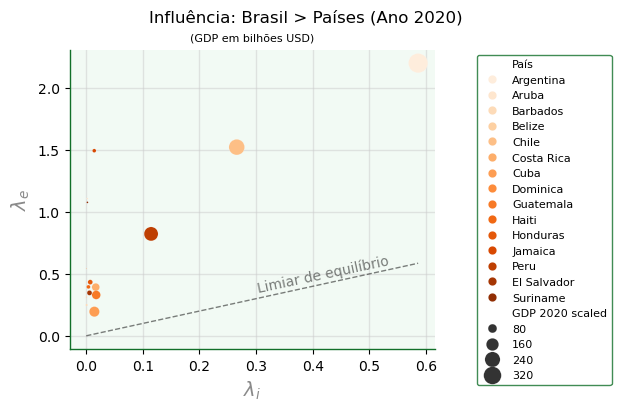 Influência: Brasil > Países (Ano 2020)
(GDP em bilhões USD)
2.0
1.5
1.0
0.5
0.0
λe
Limiar de equilíbrio
0.0 0.1 0.2 0.3 0.4 0.5 0.6
λi
País
Argentina
Aruba
Barbados
Belize
Chile
Costa Rica
Cuba
Dominica
Guatemala
Haiti
Honduras
Jamaica
Peru
El Salvador
Suriname
GDP 2020 scaled
80
160
240
320